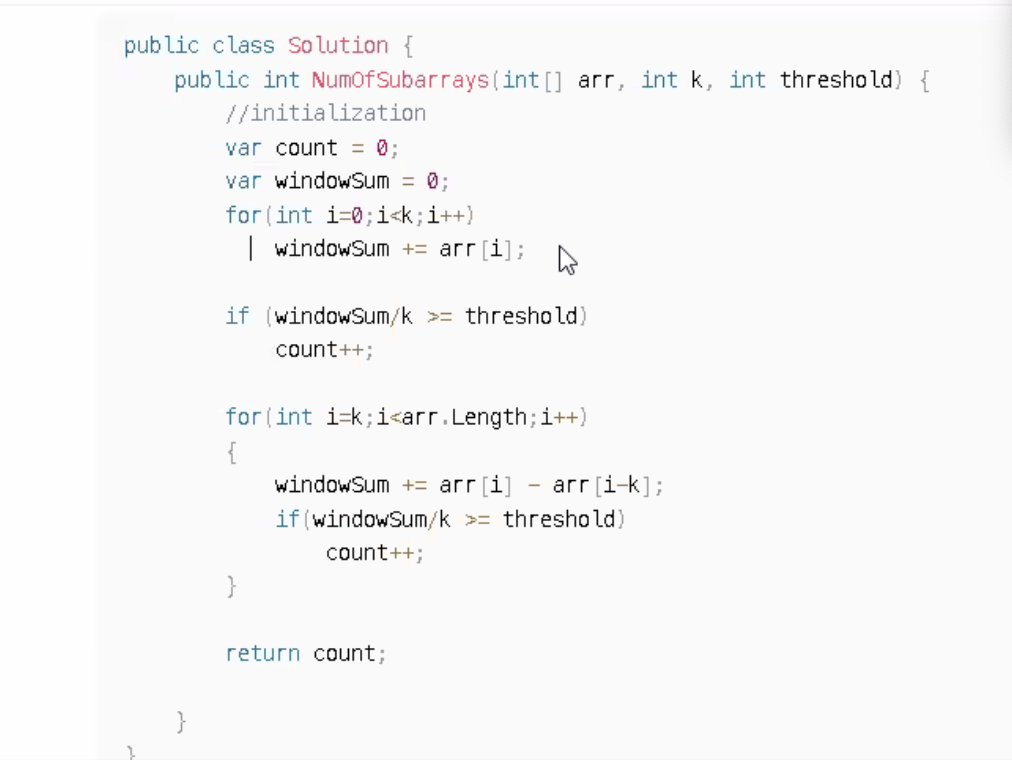 public class Solution {
    public int NumOfSubarrays(int[] arr, int k, int threshold) {
        //initialization
        var count = 0;
        var windowSum = 0;
        for(int i=0;i<k;i++)
            windowSum += arr[i];
        if (windowSum/k >= threshold)
            count++;
        for(int i=k;i<arr.Length;i++)
        {
            windowSum += arr[i] - arr[i-k];
            if(windowSum/k >= threshold)
                count++;
        }
        return count;
    }
}